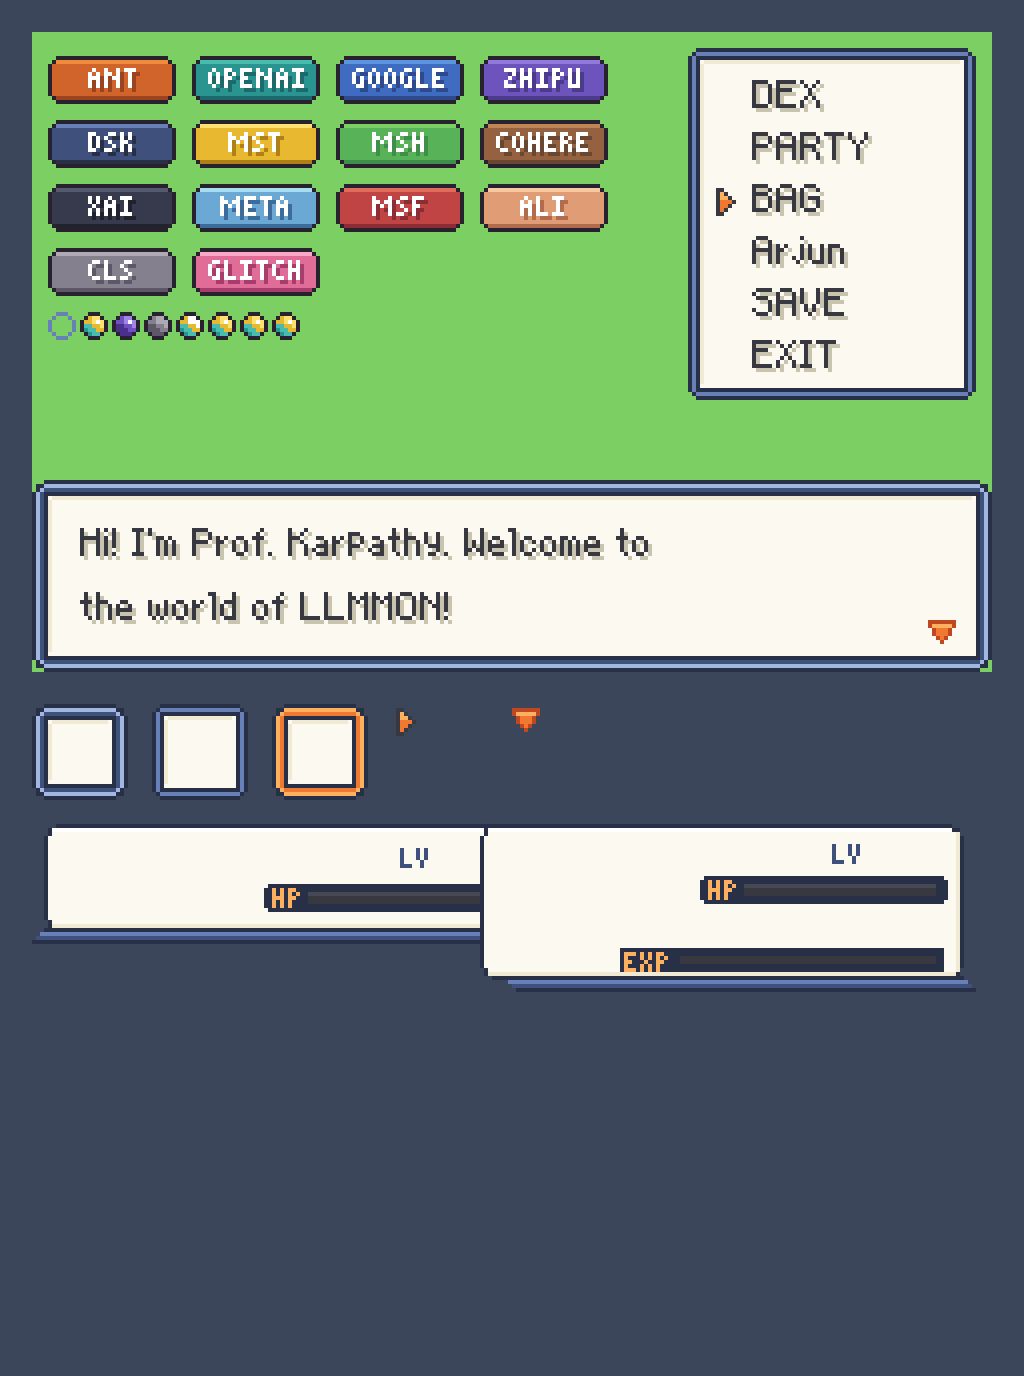 ANT OPENAI GOOGLE ZHIPU
DSK MST MSH COHERE
XAI META MSF ALI
CLS GLITCH
DEX
PARTY
BAG
Arjun
SAVE
EXIT
Hi! I'm Prof. Karpathy. Welcome to
the world of LLMMON!
LV
HP
LV
HP
EXP